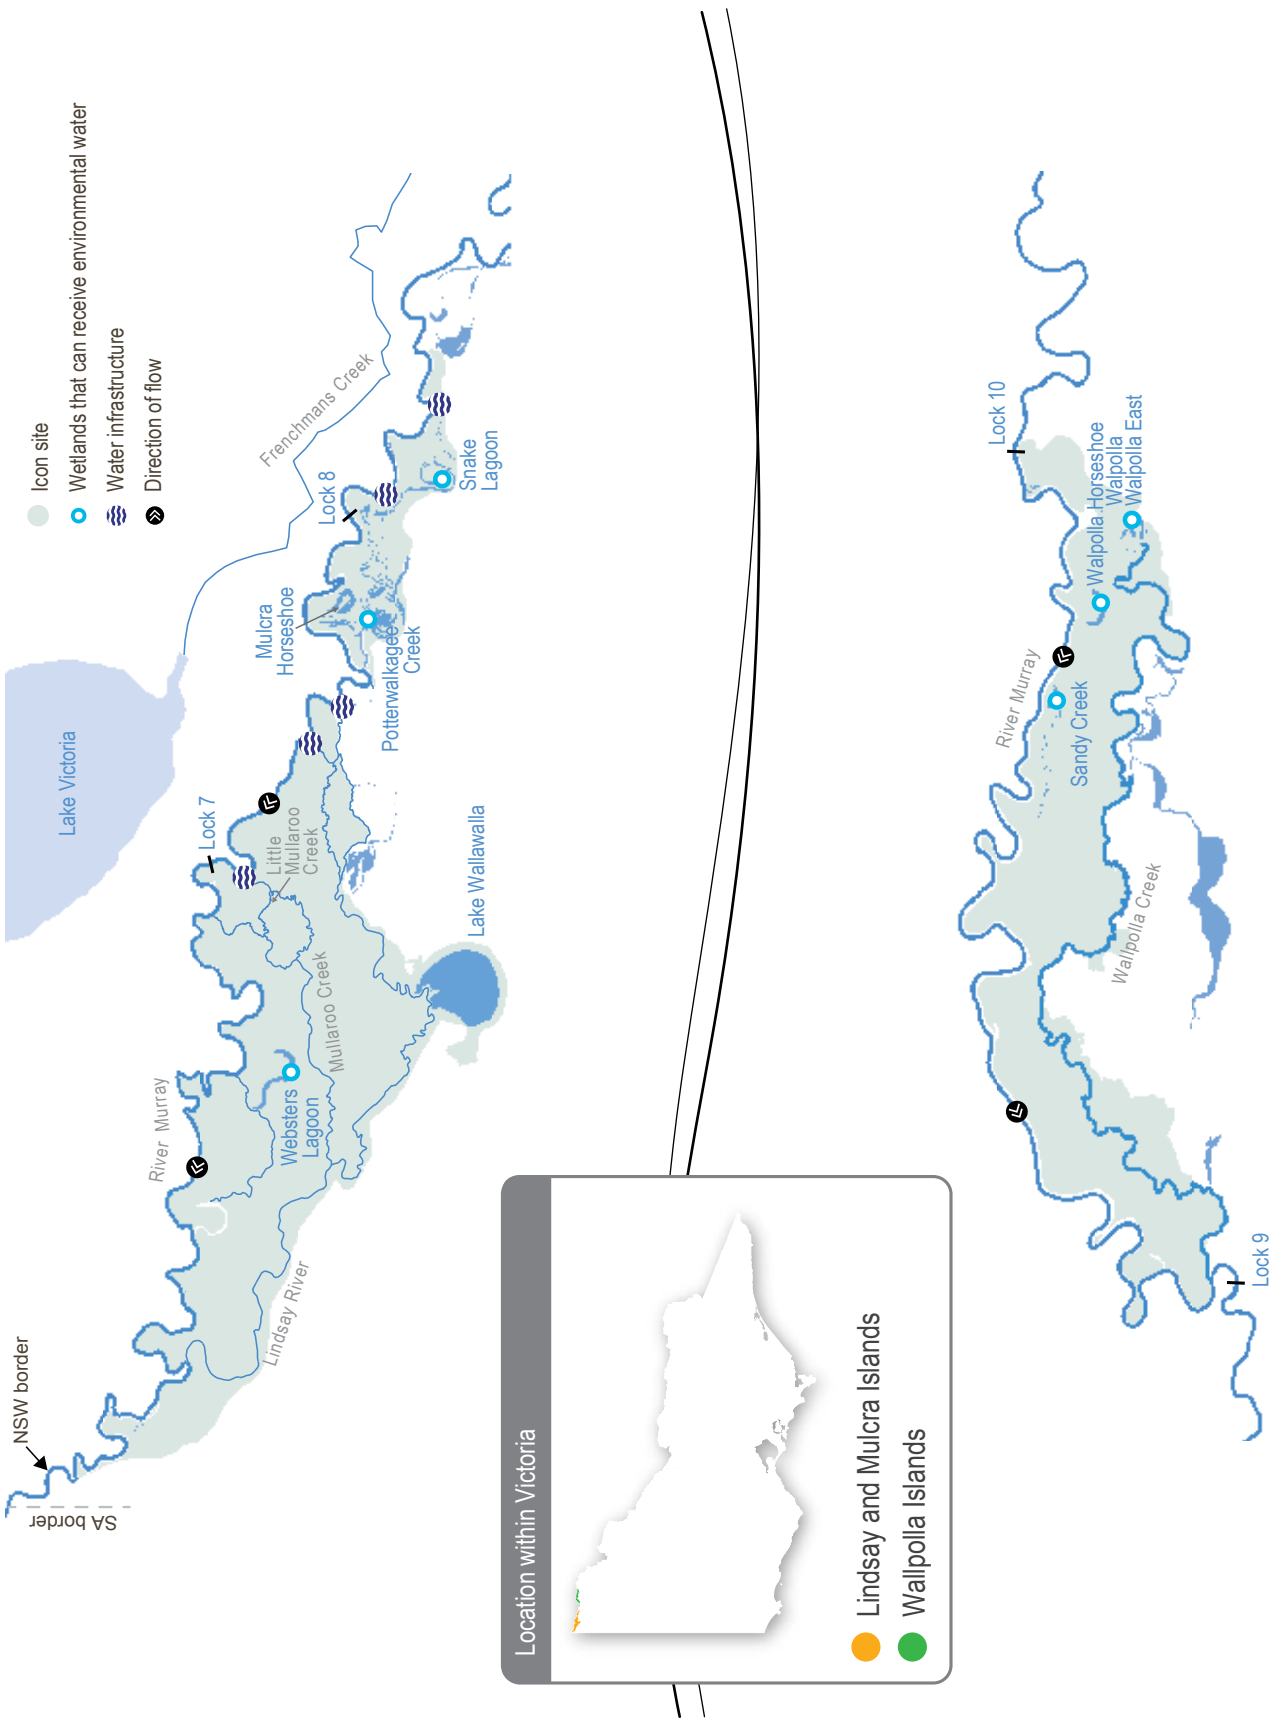 Icon site
Wetlands that can receive environmental water
Water infrastructure
Direction of flow
NSW border
SA border
Lake Victoria
Frenchmans Creek
River Murray
Lock 7
Lock 8
Mulcra
Horseshoe
Potterwalkagee
Creek
Snake
Lagoon
Little
Mullaroo
Creek
Mullaroo Creek
Websters
Lagoon
Lake Wallawalla
Lindsay River
Lock 10
Walpolla Horseshoe
Walpolla
Walpolla East
River Murray
Sandy Creek
Wallpolla Creek
Lock 9
Location within Victoria
Lindsay and Mulcra Islands
Wallpolla Islands